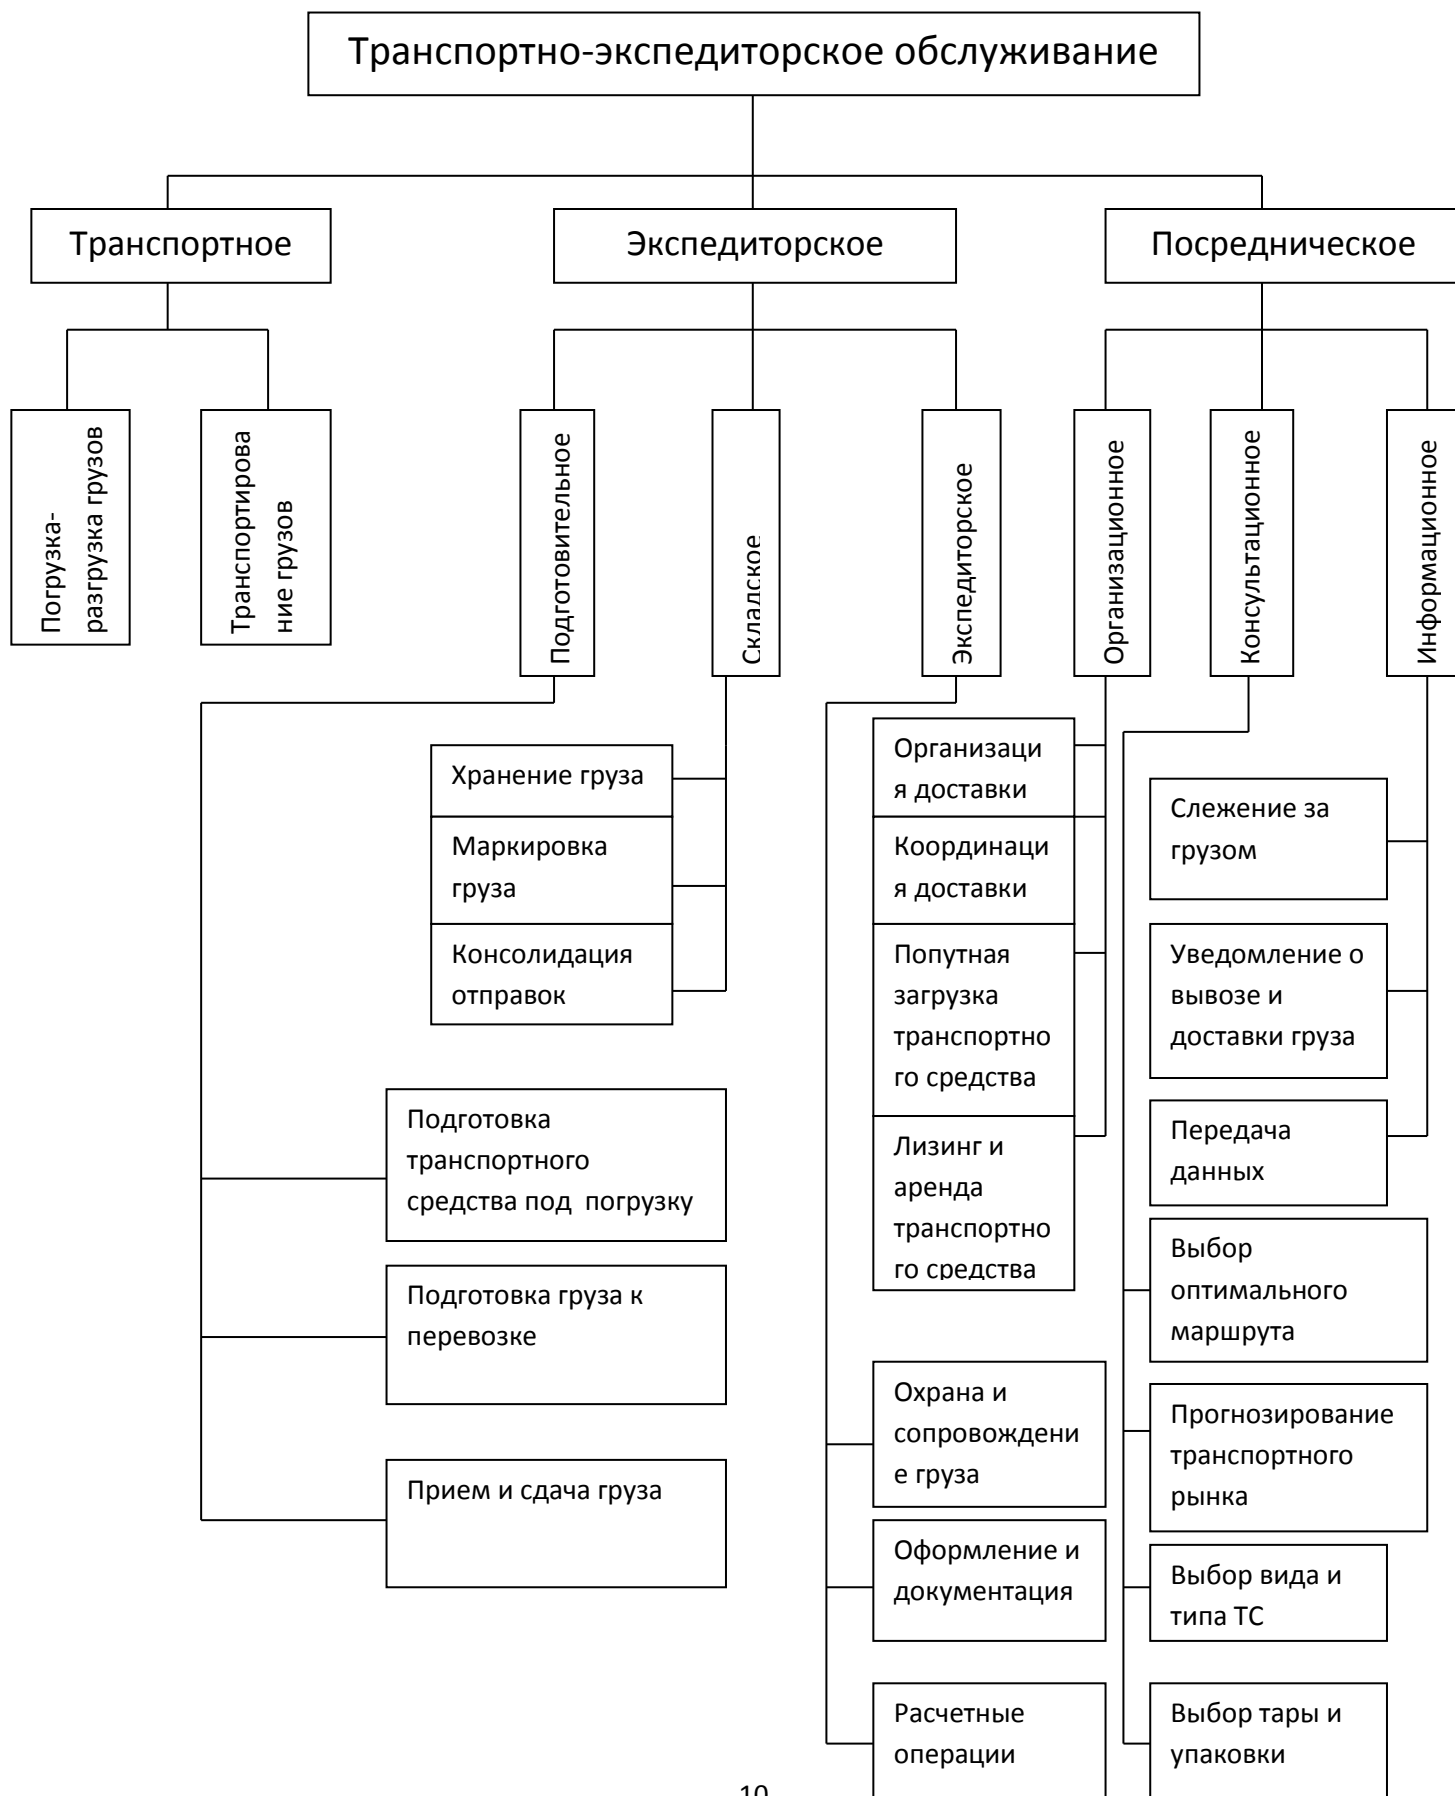 Транспортно-экспедиторское обслуживание
Транспортное
Экспедиторское
Посредническое
Погрузка-
разгрузка грузов
Транспортирова
ние грузов
Подготовительное
Складское
Экспедиторское
Организационное
Консультационное
Информационное
Хранение груза
Маркировка
груза
Консолидация
отправок
Подготовка
транспортного
средства под  погрузку
Подготовка груза к
перевозке
Прием и сдача груза
Организаци
я доставки
Координаци
я доставки
Попутная
загрузка
транспортно
го средства
Лизинг и
аренда
транспортно
го средства
Охрана и
сопровождени
е груза
Оформление и
документация
Расчетные
операции
Слежение за
грузом
Уведомление о
вывозе и
доставки груза
Передача
данных
Выбор
оптимального
маршрута
Прогнозирование
транспортного
рынка
Выбор вида и
типа ТС
Выбор тары и
упаковки
10